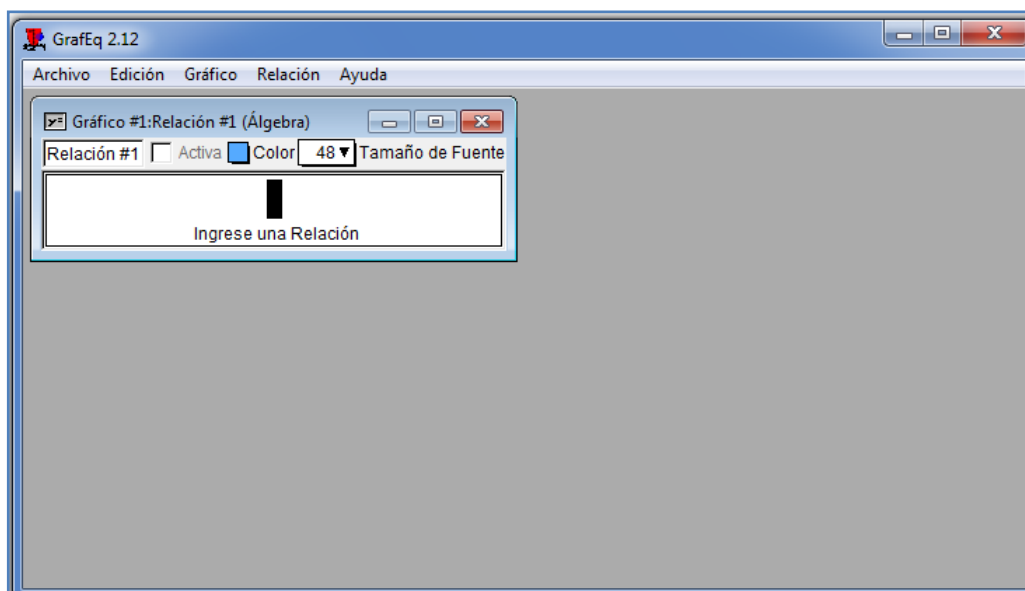 GrafEq 2.12
Archivo Edición Gráfico Relación Ayuda
Gráfico #1:Relación #1 (Álgebra)
Relación #1 Activa Color 48 Tamaño de Fuente
Ingrese una Relación